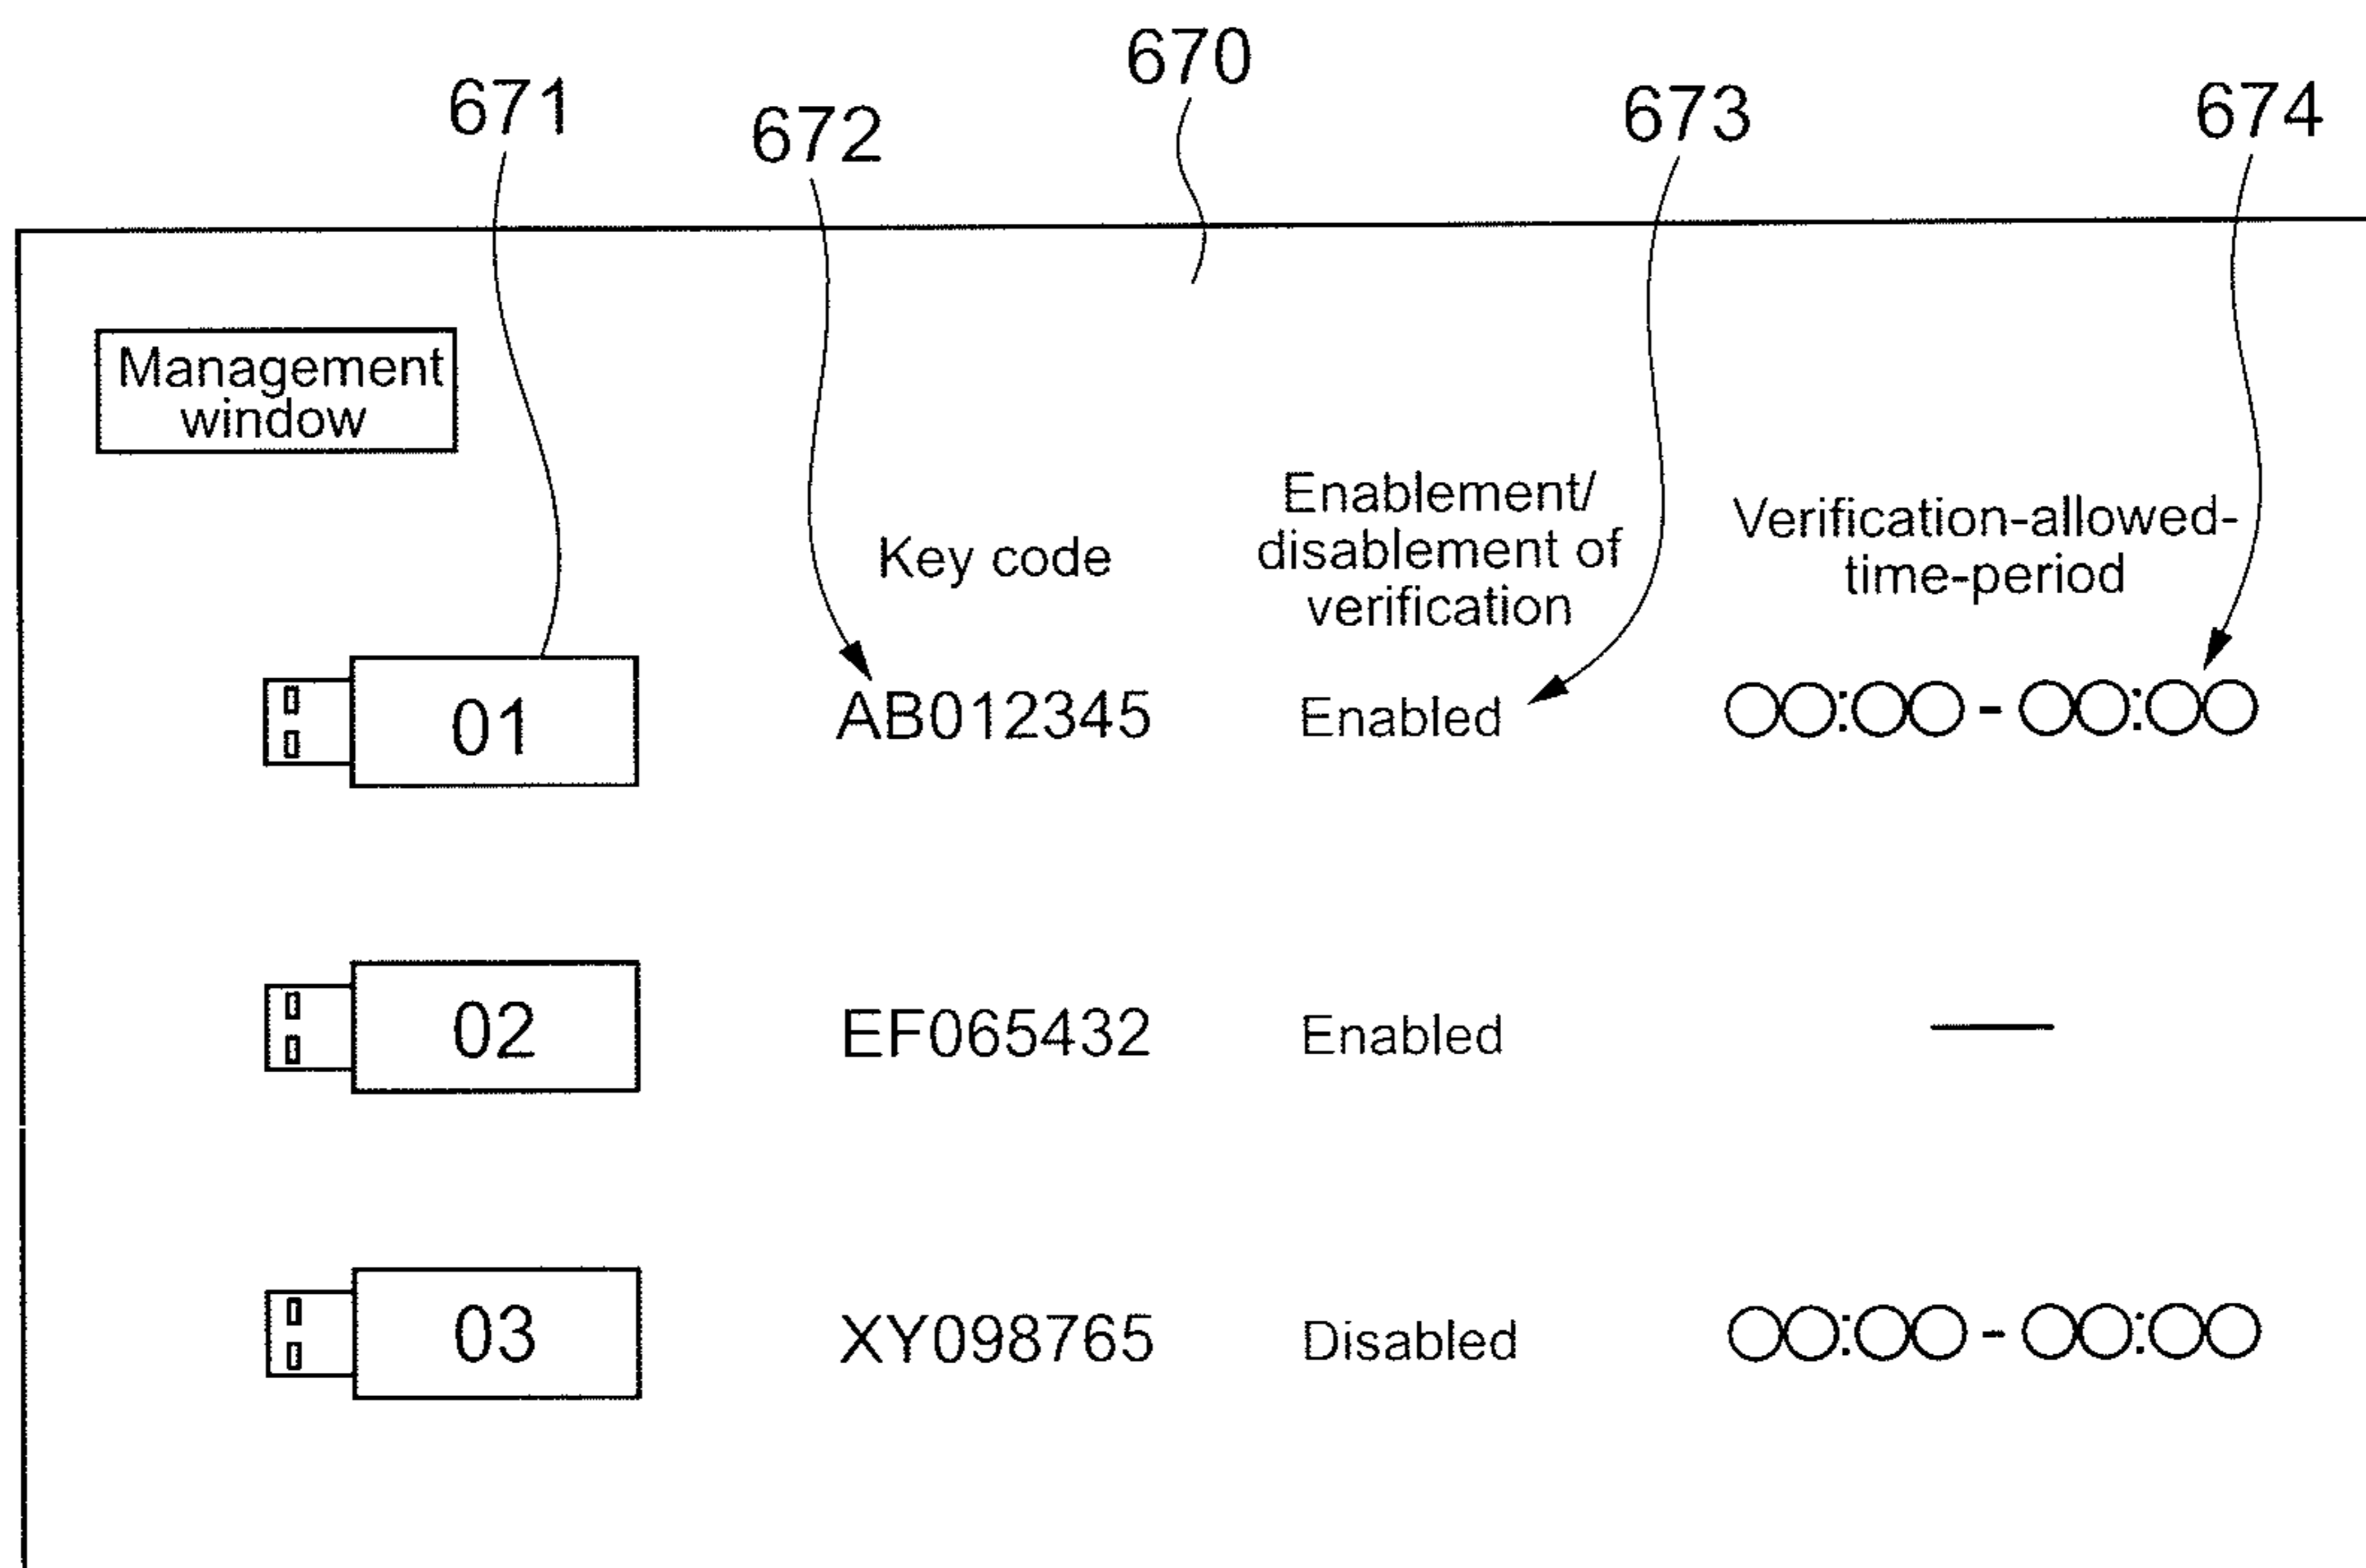 670
671
672
673
674
Management
window
Key code
Enablement/
disablement of
verification
Verification-allowed-
time-period
01 AB012345 Enabled ○○:○○ - ○○:○○
02 EF065432 Enabled —
03 XY098765 Disabled ○○:○○ - ○○:○○